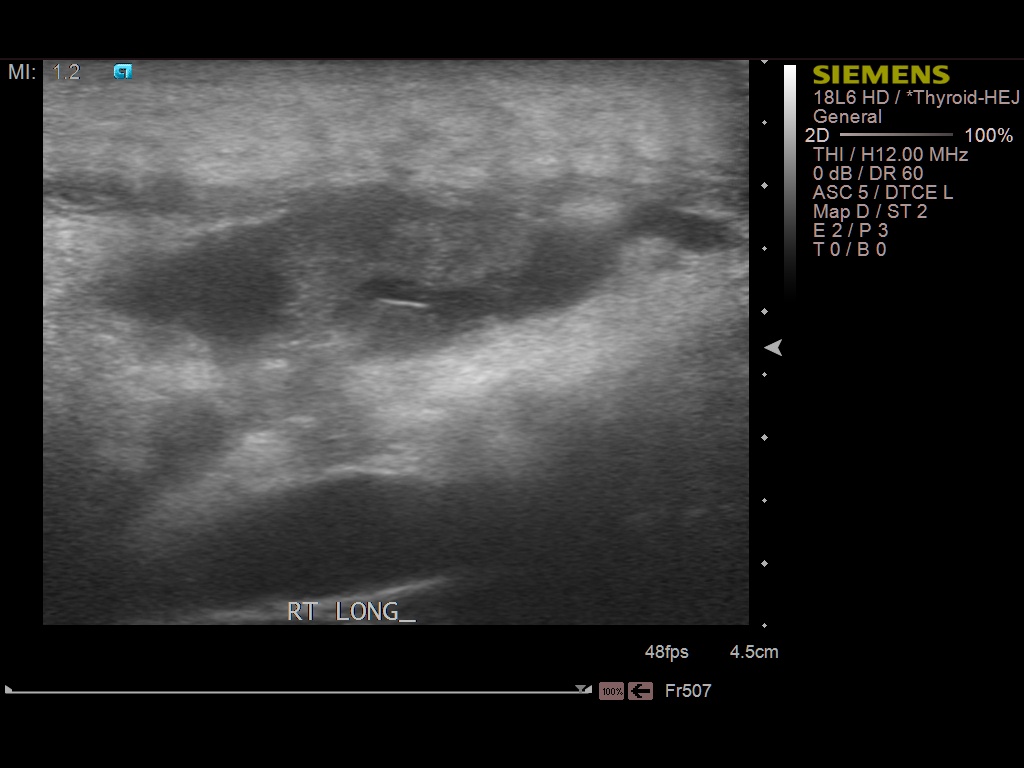 MI: 1.2
SIEMENS
18L6 HD / *Thyroid-HEJ
General
2D 100%
THI / H12.00 MHz
0 dB / DR 60
ASC 5 / DTCE L
Map D / ST 2
E 2 / P 3
T 0 / B 0
RT LONG_
48fps 4.5cm
100% Fr507